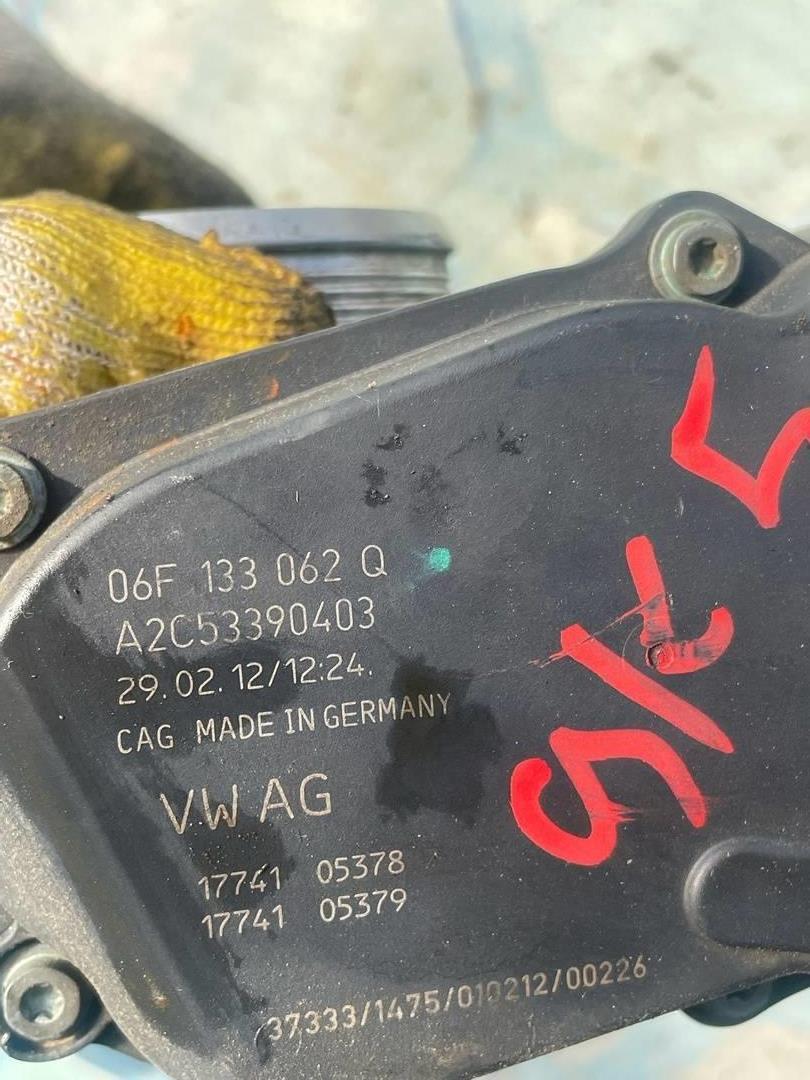 06F 133 062 Q
A2C53390403
29.02.12/12:24.
CAG MADE IN GERMANY
VW AG
17741 05378
17741 05379
37333/1475/010212/00226